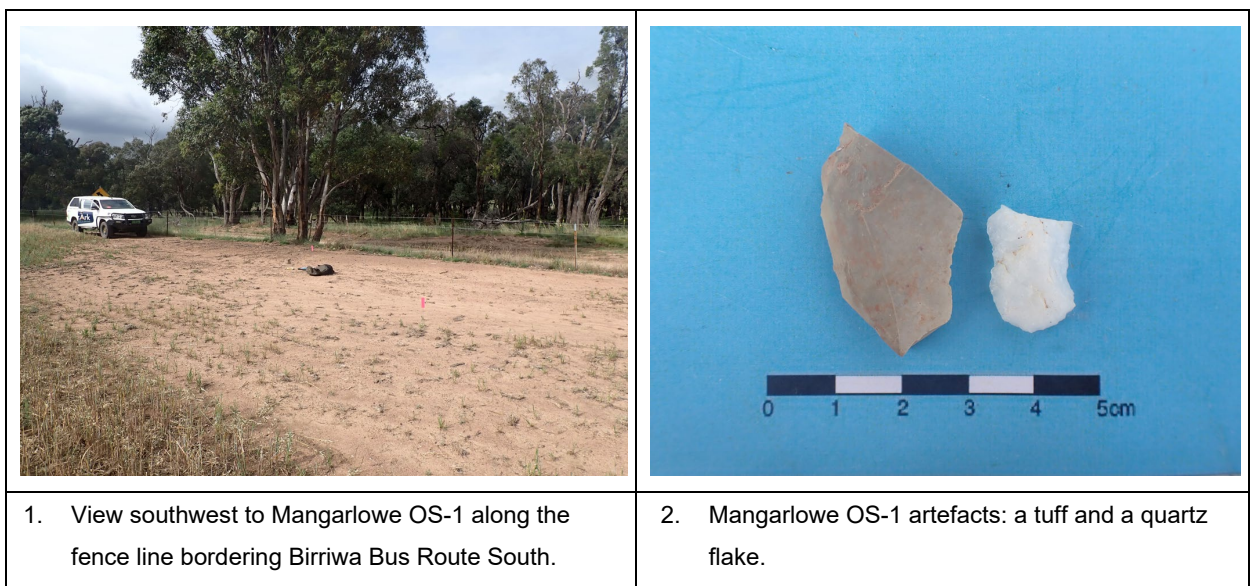 Ark
0 1 2 3 4 5cm
1. View southwest to Mangarlowe OS-1 along the
fence line bordering Birriwa Bus Route South.
2. Mangarlowe OS-1 artefacts: a tuff and a quartz
flake.